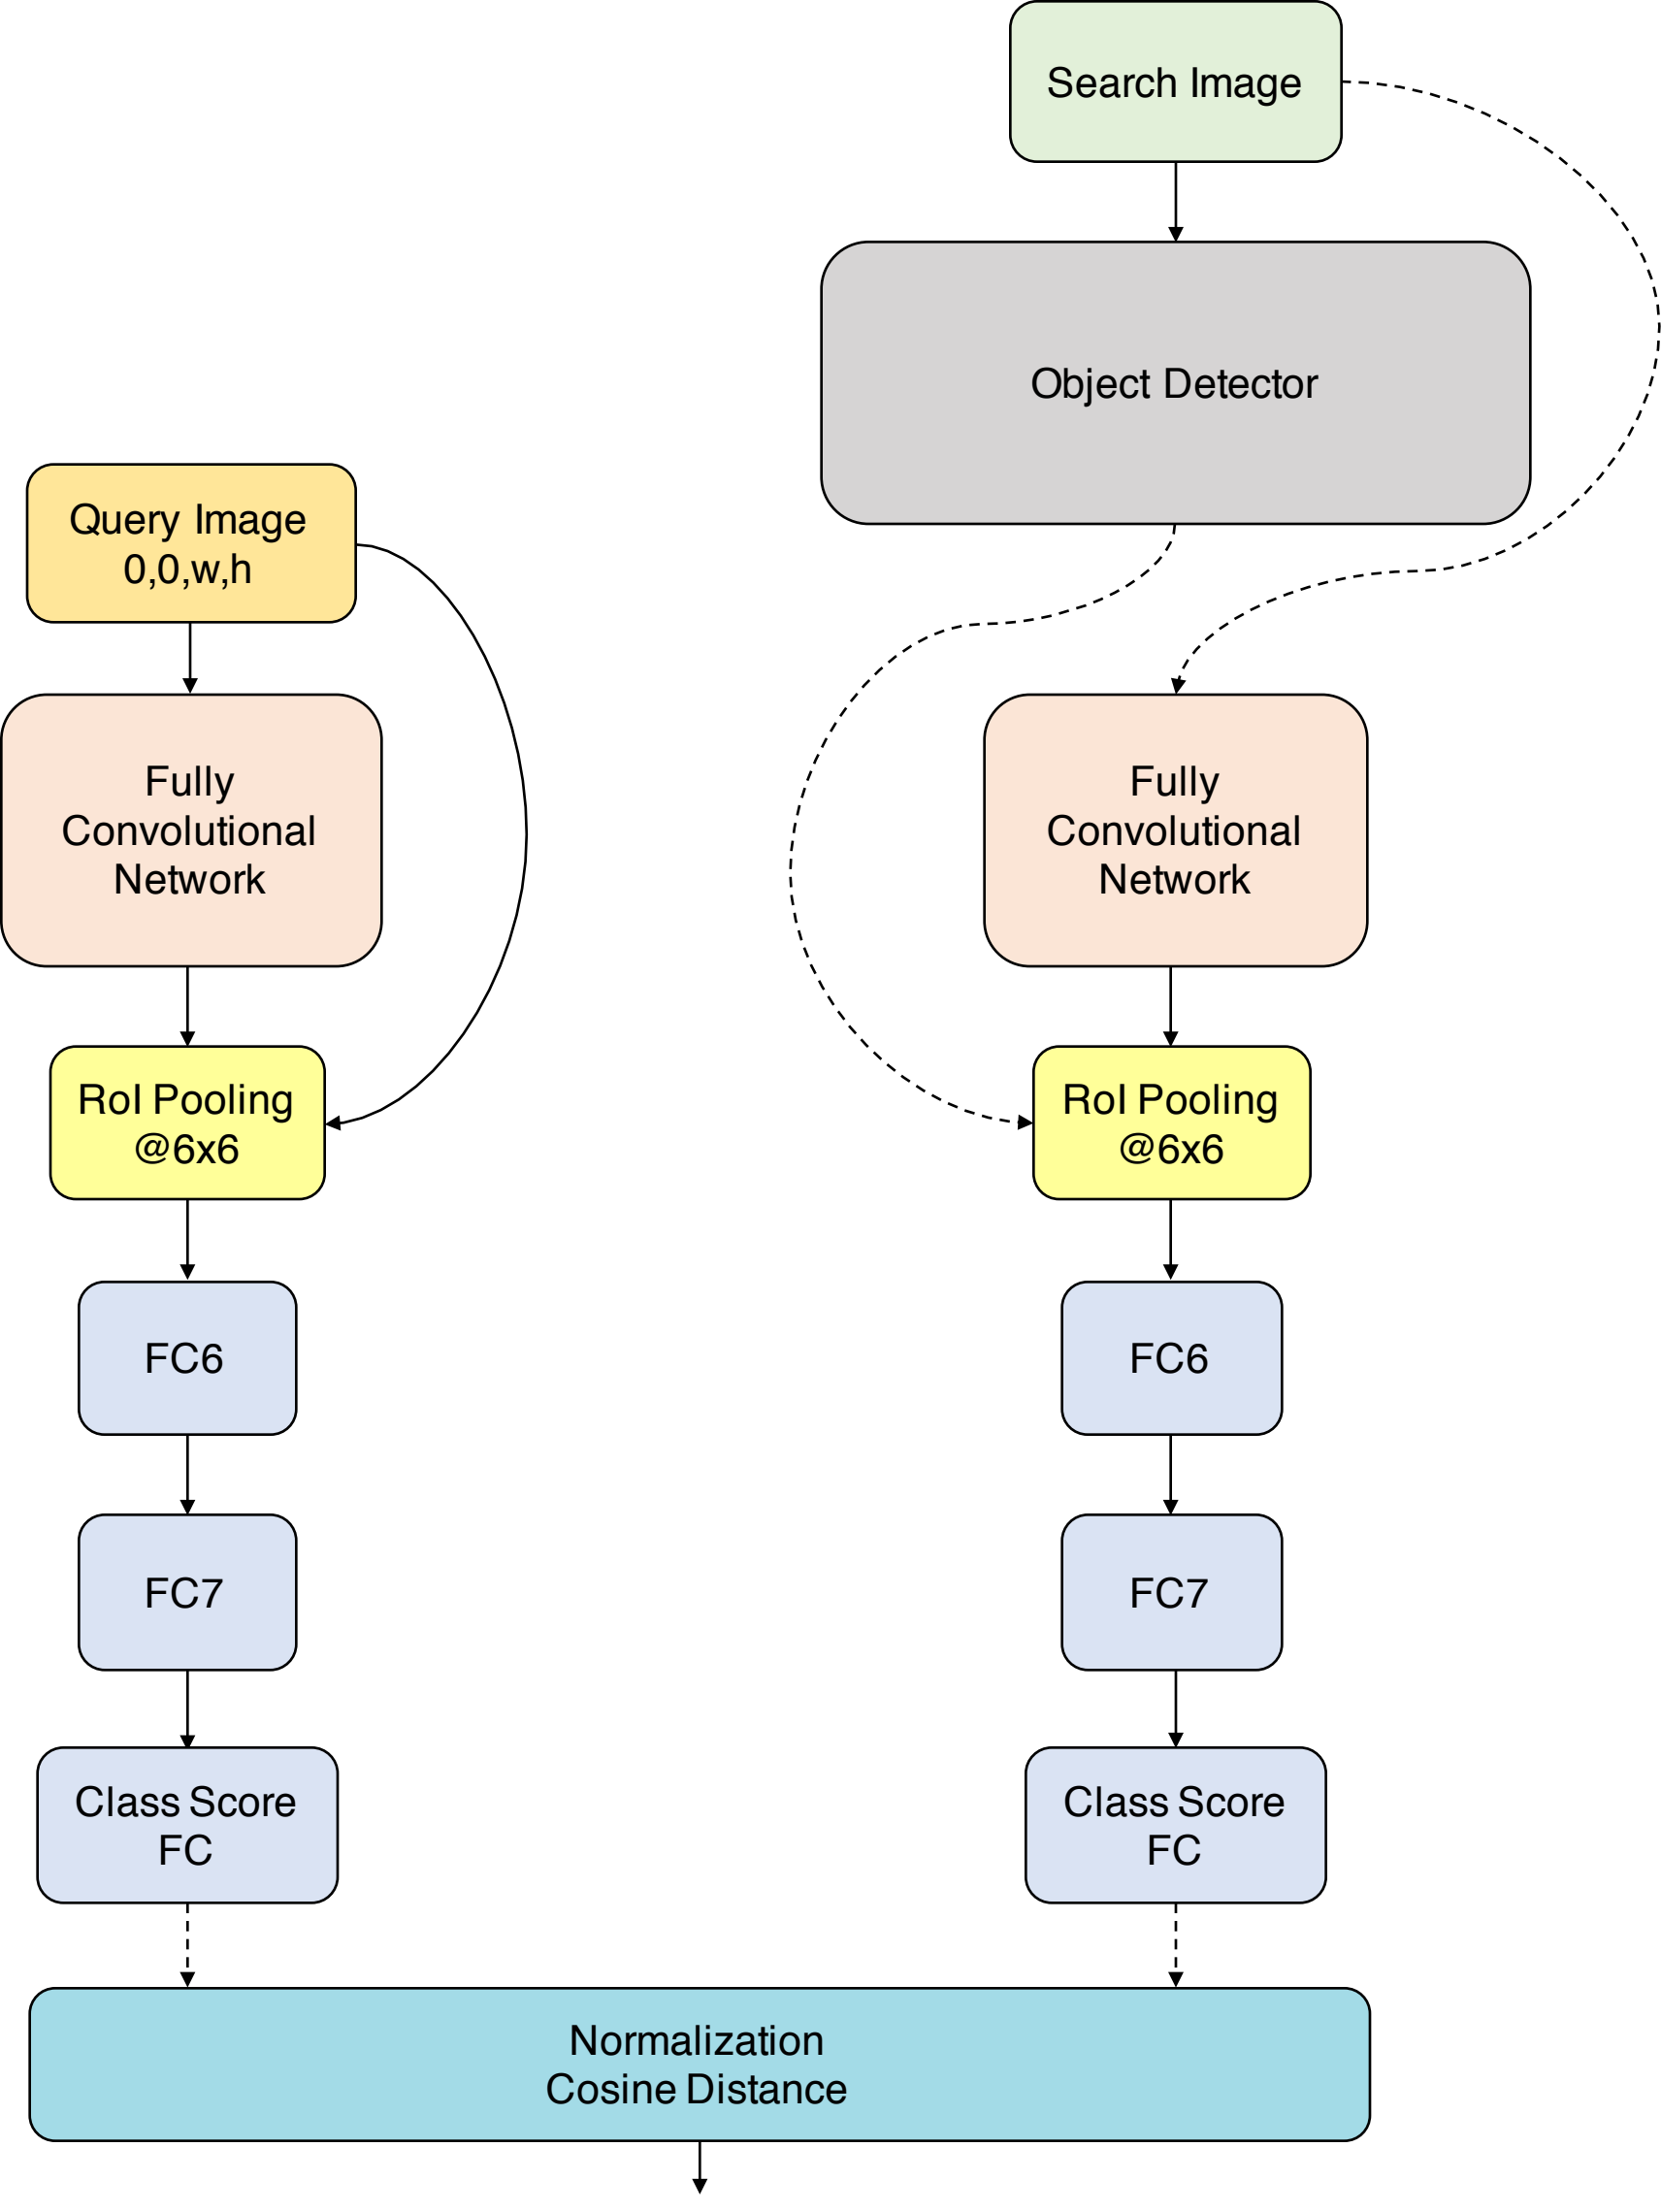 Search Image
Object Detector
Query Image
0,0,w,h
Fully
Convolutional
Network
RoI Pooling
@6x6
FC6
FC7
Class Score
FC
Fully
Convolutional
Network
RoI Pooling
@6x6
FC6
FC7
Class Score
FC
Normalization
Cosine Distance